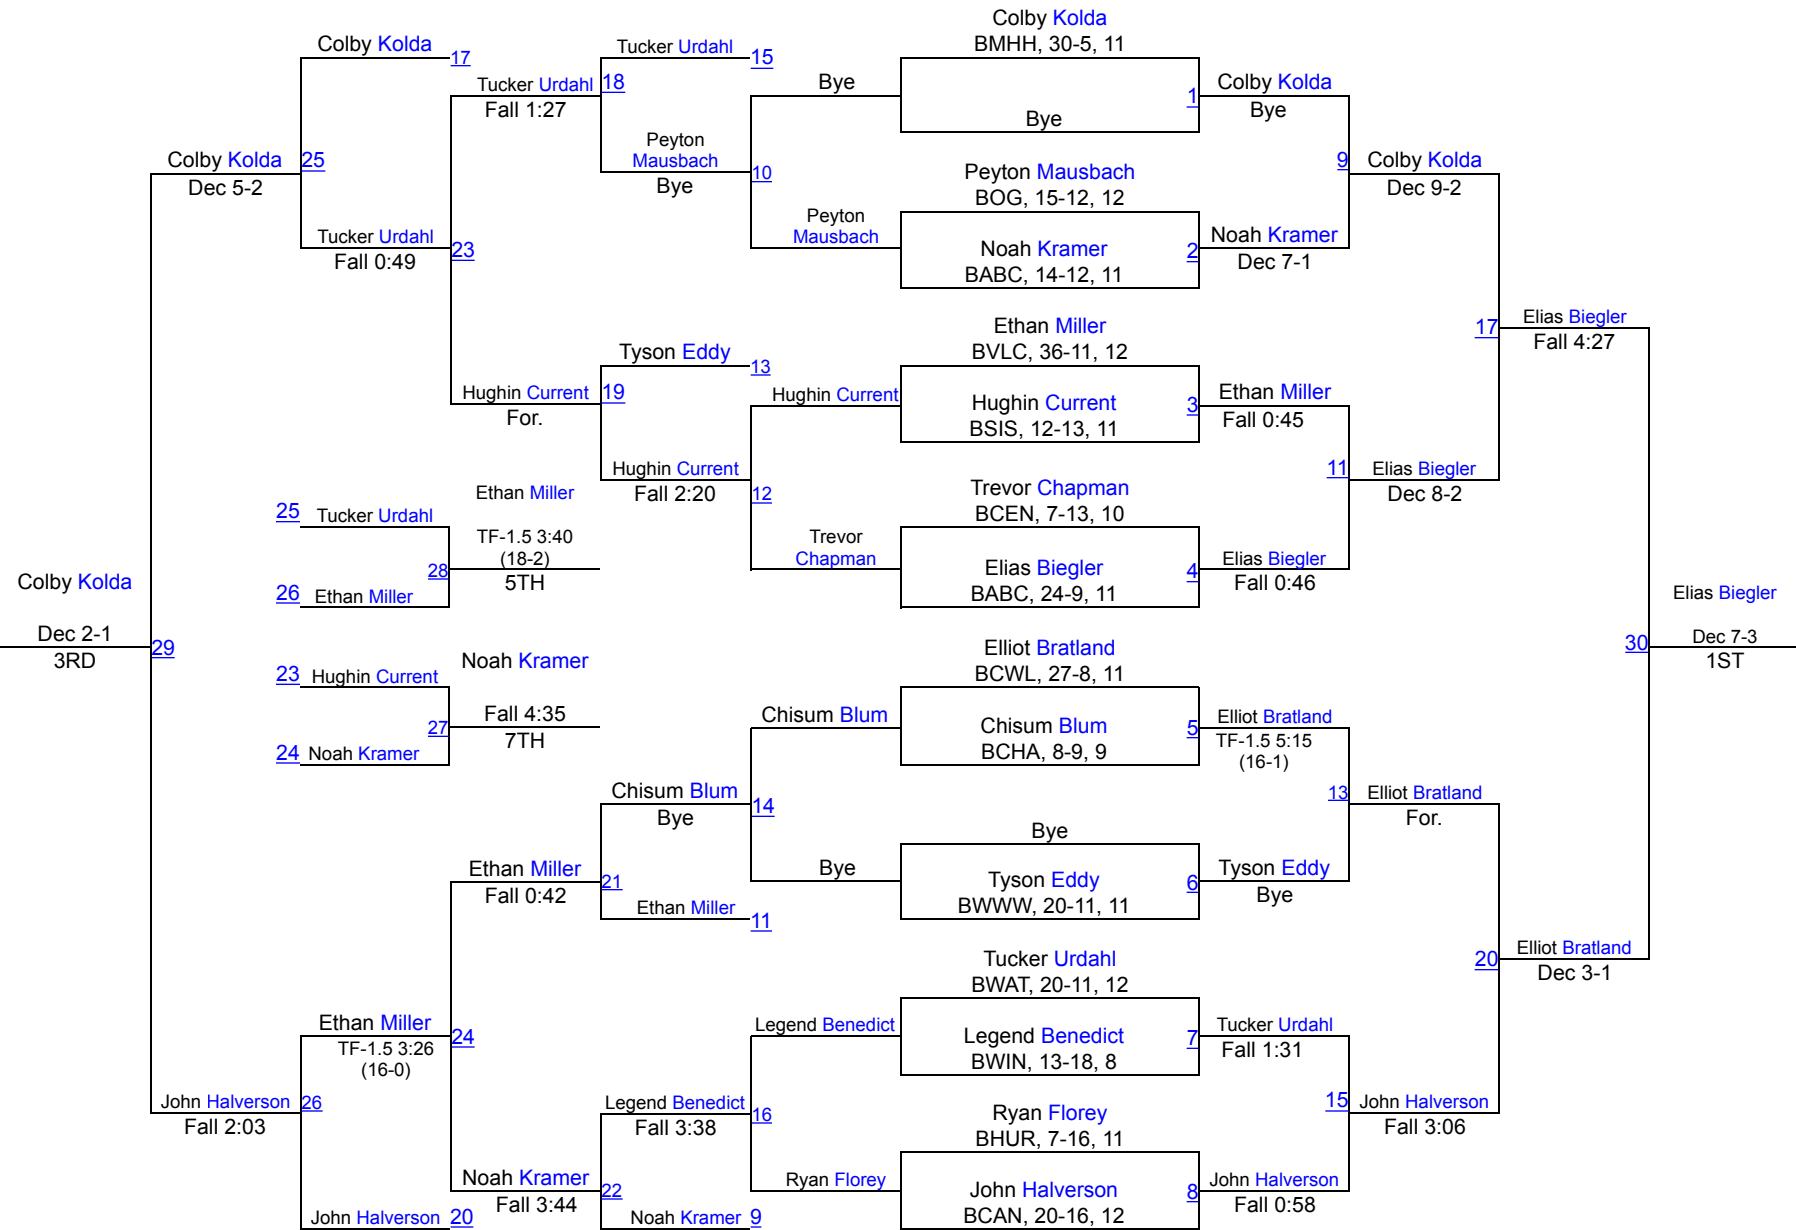 Colby Kolda
BMHH, 30-5, 11
Colby Kolda
17
Tucker Urdahl
15
Tucker Urdahl
18
Fall 1:27
Bye
1
Colby Kolda
Bye
Bye
Peyton
Mausbach
Bye
10
Colby Kolda
25
Dec 5-2
9
Colby Kolda
Dec 9-2
Peyton Mausbach
BOG, 15-12, 12
Peyton
Mausbach
Noah Kramer
BABC, 14-12, 11
2
Noah Kramer
Dec 7-1
Tucker Urdahl
Fall 0:49
23
Ethan Miller
BVLC, 36-11, 12
17
Elias Biegler
Fall 4:27
Tyson Eddy
13
Hughin Current
19
For.
Hughin Current
Hughin Current
BSIS, 12-13, 11
3
Ethan Miller
Fall 0:45
Hughin Current
Fall 2:20
12
11
Elias Biegler
Dec 8-2
Trevor Chapman
BCEN, 7-13, 10
Ethan Miller
25
Tucker Urdahl
TF-1.5 3:40
(18-2)
28
5TH
26
Ethan Miller
Trevor
Chapman
Elias Biegler
BABC, 24-9, 11
4
Elias Biegler
Fall 0:46
Colby Kolda
Dec 2-1
3RD
29
Elias Biegler
30
Dec 7-3
1ST
Elliot Bratland
BCWL, 27-8, 11
Noah Kramer
23
Hughin Current
Fall 4:35
27
7TH
24
Noah Kramer
Chisum Blum
Chisum Blum
BCHA, 8-9, 9
5
Elliot Bratland
TF-1.5 5:15
(16-1)
Chisum Blum
Bye
14
13
Elliot Bratland
For.
Bye
Ethan Miller
Fall 0:42
21
Bye
Tyson Eddy
BWWW, 20-11, 11
6
Tyson Eddy
Bye
Ethan Miller
11
Tucker Urdahl
BWAT, 20-11, 12
20
Elliot Bratland
Dec 3-1
Ethan Miller
TF-1.5 3:26
(16-0)
24
Legend Benedict
Legend Benedict
BWIN, 13-18, 8
7
Tucker Urdahl
Fall 1:31
John Halverson
26
Fall 2:03
Legend Benedict
Fall 3:38
16
Ryan Florey
BHUR, 7-16, 11
15
John Halverson
Fall 3:06
Noah Kramer
Fall 3:44
22
Ryan Florey
John Halverson
BCAN, 20-16, 12
8
John Halverson
Fall 0:58
John Halverson
20
Noah Kramer
9